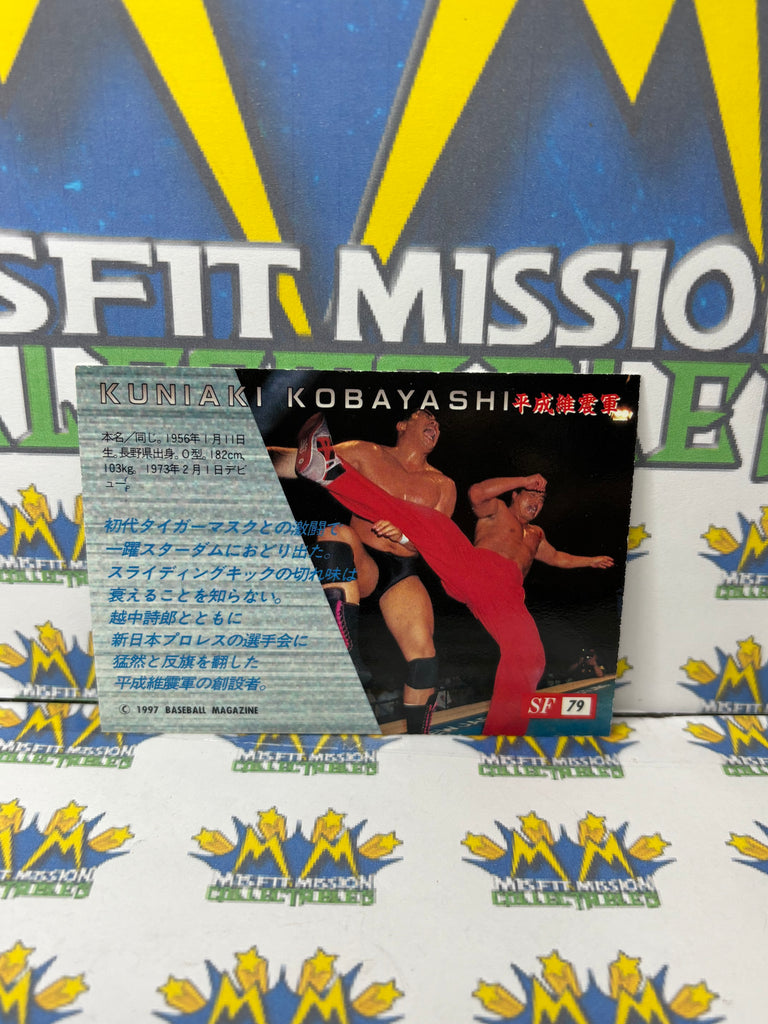 SFIT MISSIO
KUNIAKI KOBAYASHI 平成維震軍
本名/同じ。1956年1月11日
生。長野県出身。O型。182cm、
103kg。1973年2月1日デビ
ュー。
初代タイガーマスクとの激闘で
一躍スターダムにおどり出た。
スライディングキックの切れ味は
衰えることを知らない。
越中詩郎とともに
新日本プロレスの選手会に
猛然と反旗を翻した
平成維震軍の創設者。
© 1997 BASEBALL MAGAZINE
SF 79
MISFIT MISSION
COLLECTABLES
MISFIT MISSION
COLLECTABLES
MISFIT MISSION
COLLECTABLES